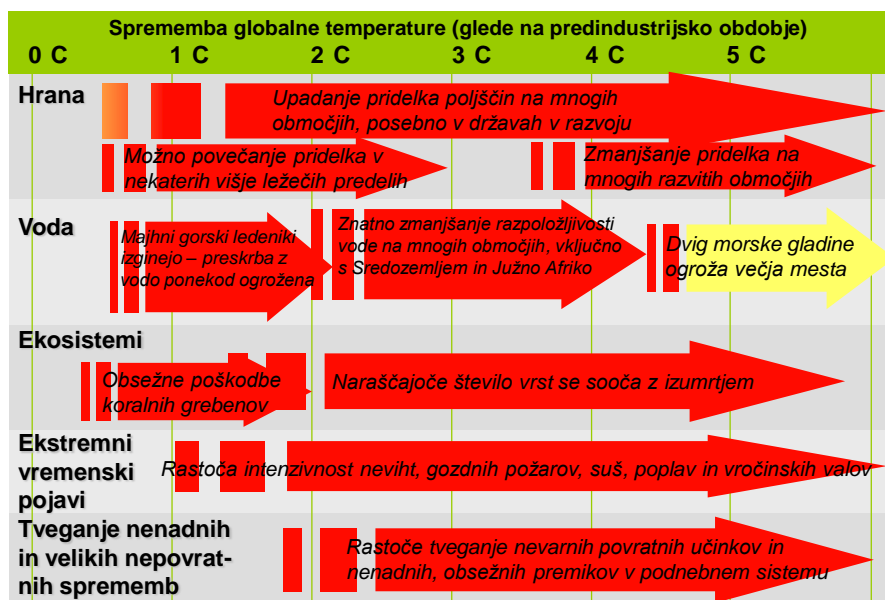 Sprememba globalne temperature (glede na predindustrijsko obdobje)
0 C 1 C 2 C 3 C 4 C 5 C
Hrana
Upadanje pridelka poljščin na mnogih
območjih, posebno v državah v razvoju
Možno povečanje pridelka v
nekaterih višje ležečih predelih
Zmanjšanje pridelka na
mnogih razvitih območjih
Voda
Majhni gorski ledeniki
izginejo – preskrba z
vodo ponekod ogrožena
Znatno zmanjšanje razpoložljivosti
vode na mnogih območjih, vključno
s Sredozemljem in Južno Afriko
Dvig morske gladine
ogroža večja mesta
Ekosistemi
Obsežne poškodbe
koralnih grebenov
Naraščajoče število vrst se sooča z izumrtjem
Ekstremni
vremenski
pojavi
Rastoča intenzivnost neviht, gozdnih požarov, suš, poplav in vročinskih valov
Tveganje nenadnih
in velikih nepovrat-
nih sprememb
Rastoče tveganje nevarnih povratnih učinkov in
nenadnih, obsežnih premikov v podnebnem sistemu